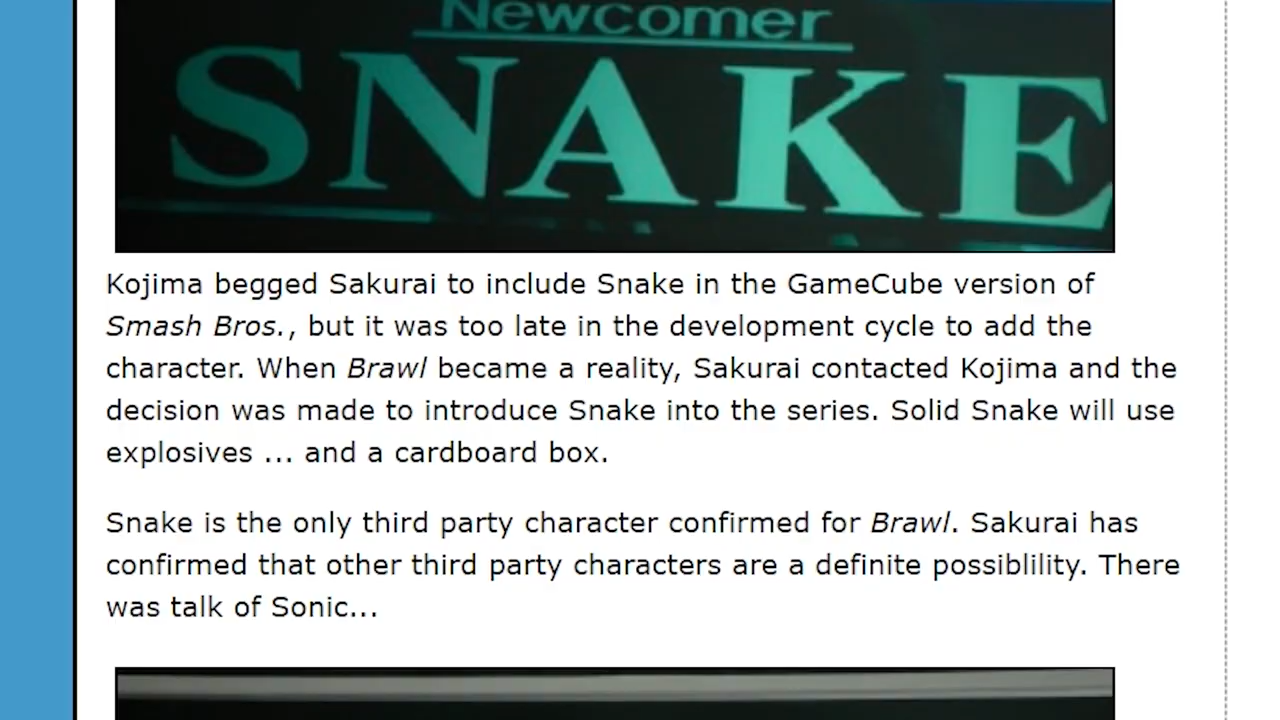 Newcomer
SNAKE
Kojima begged Sakurai to include Snake in the GameCube version of
Smash Bros., but it was too late in the development cycle to add the
character. When Brawl became a reality, Sakurai contacted Kojima and the
decision was made to introduce Snake into the series. Solid Snake will use
explosives ... and a cardboard box.
Snake is the only third party character confirmed for Brawl. Sakurai has
confirmed that other third party characters are a definite possiblility. There
was talk of Sonic...